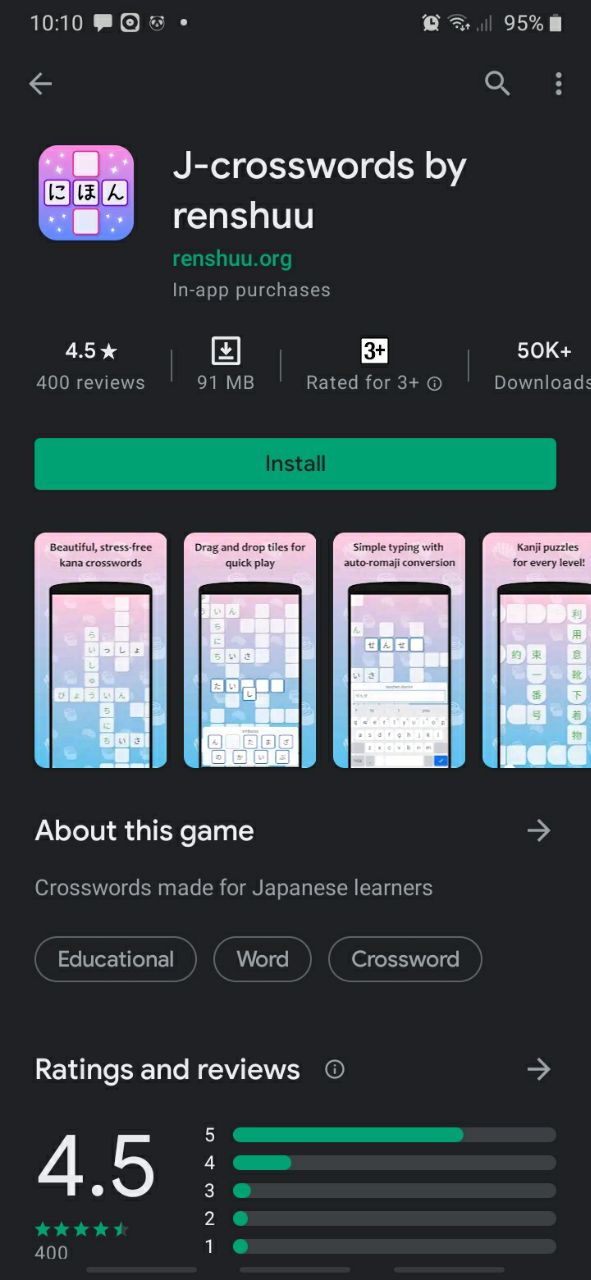 10:10
95%
にほん
J-crosswords by
renshuu
renshuu.org
In-app purchases
4.5★
3+
50K+
400 reviews
91 MB
Rated for 3+
Downloads
Install
Beautiful, stress-free
kana crosswords
Drag and drop tiles for
quick play
Simple typing with
auto-romaji conversion
Kanji puzzles
for every level!
About this game
Crosswords made for Japanese learners
Educational
Word
Crossword
Ratings and reviews
4.5
5
4
3
2
1
400